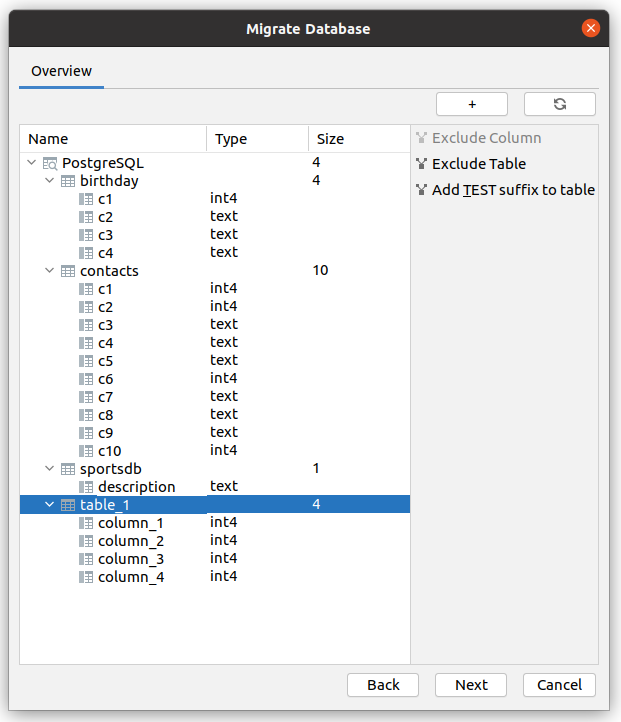 Migrate Database
Overview
+
Name Type Size
PostgreSQL 4
birthday 4
c1 int4
c2 text
c3 text
c4 text
contacts 10
c1 int4
c2 int4
c3 text
c4 text
c5 text
c6 int4
c7 text
c8 text
c9 text
c10 int4
sportsdb 1
description text
table_1 4
column_1 int4
column_2 int4
column_3 int4
column_4 int4
Exclude Column
Exclude Table
Add TEST suffix to table
Back Next Cancel